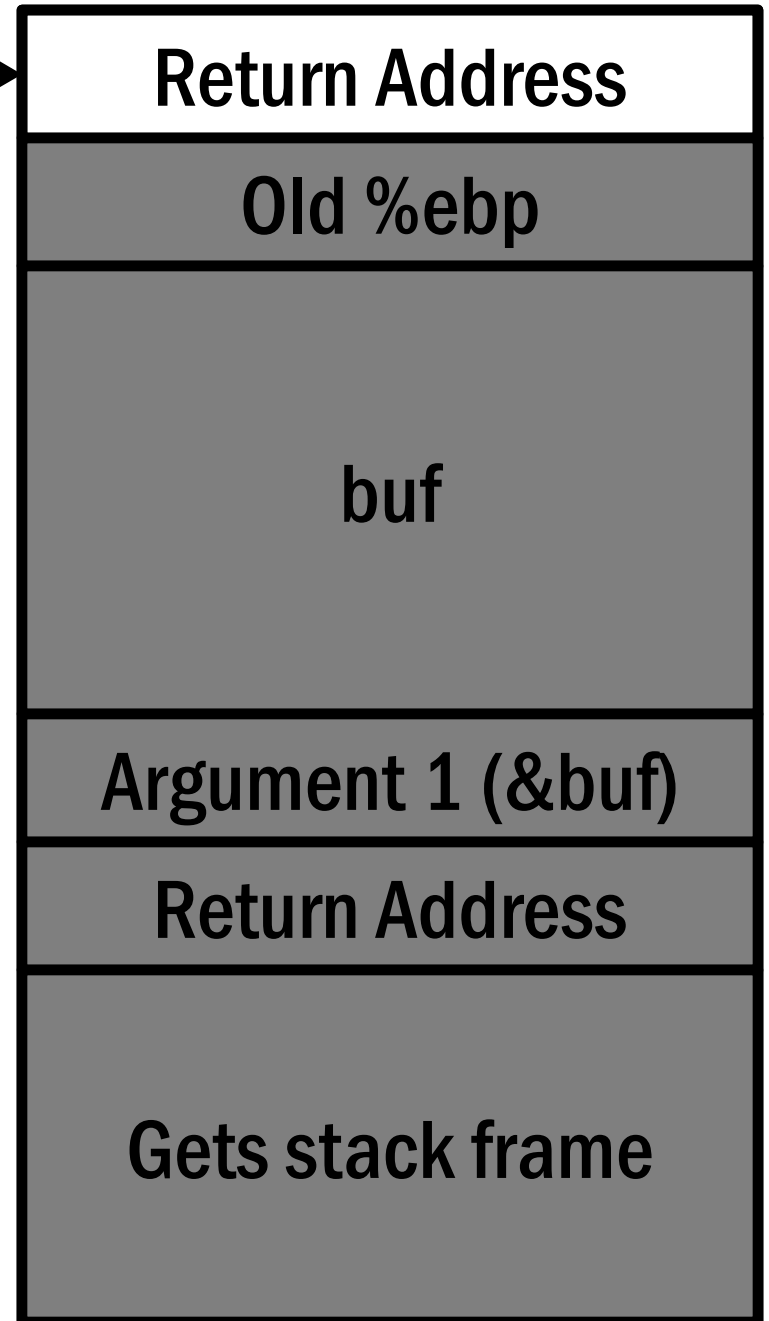 Return Address
Old %ebp
buf
Argument 1 (&buf)
Return Address
Gets stack frame